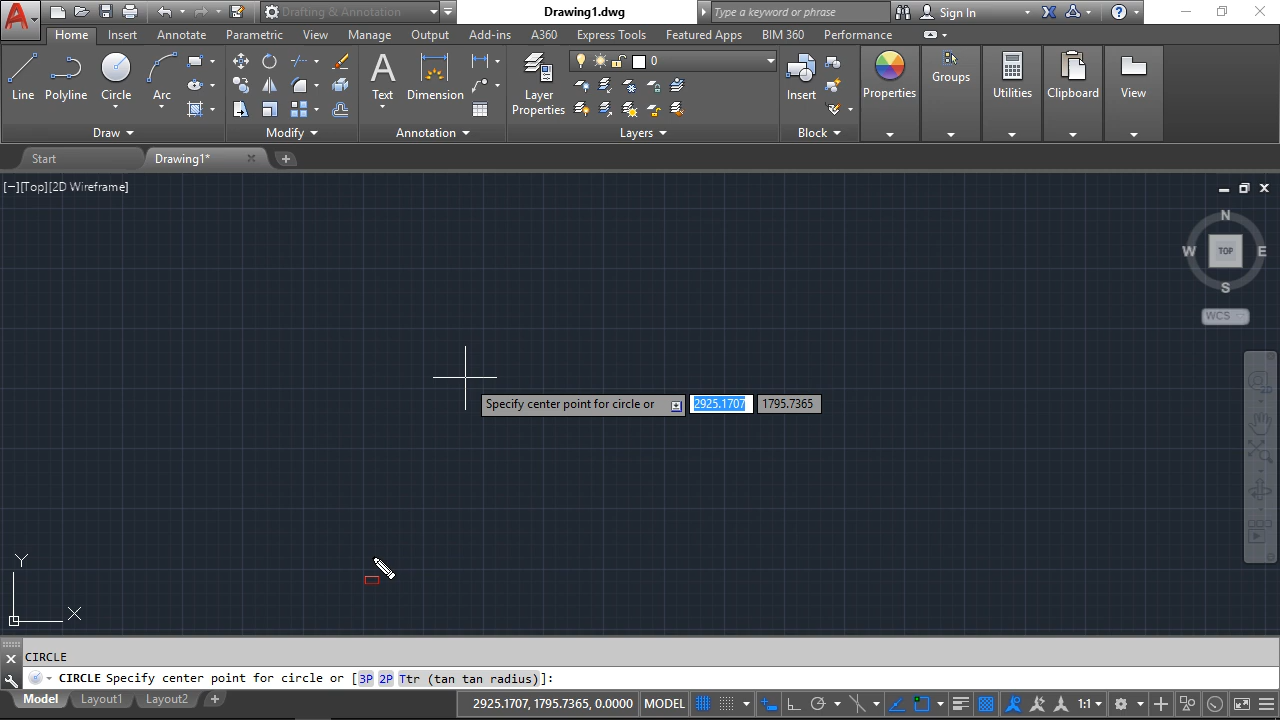 Drafting & Annotation
Drawing1.dwg
Type a keyword or phrase
Sign In
Home Insert Annotate Parametric View Manage Output Add-ins A360 Express Tools Featured Apps BIM 360 Performance
0
Line Polyline Circle Arc
Text Dimension
Layer Properties
Insert
Properties
Groups
Utilities
Clipboard
View
Draw Modify Annotation Layers Block
Start Drawing1*
[−][Top][2D Wireframe]
N
W TOP E
S
WCS
Specify center point for circle or 2925.1707 1795.7365
Y
X
CIRCLE
CIRCLE Specify center point for circle or [3P 2P Ttr (tan tan radius)]:
Model Layout1 Layout2
2925.1707, 1795.7365, 0.0000 MODEL 1:1